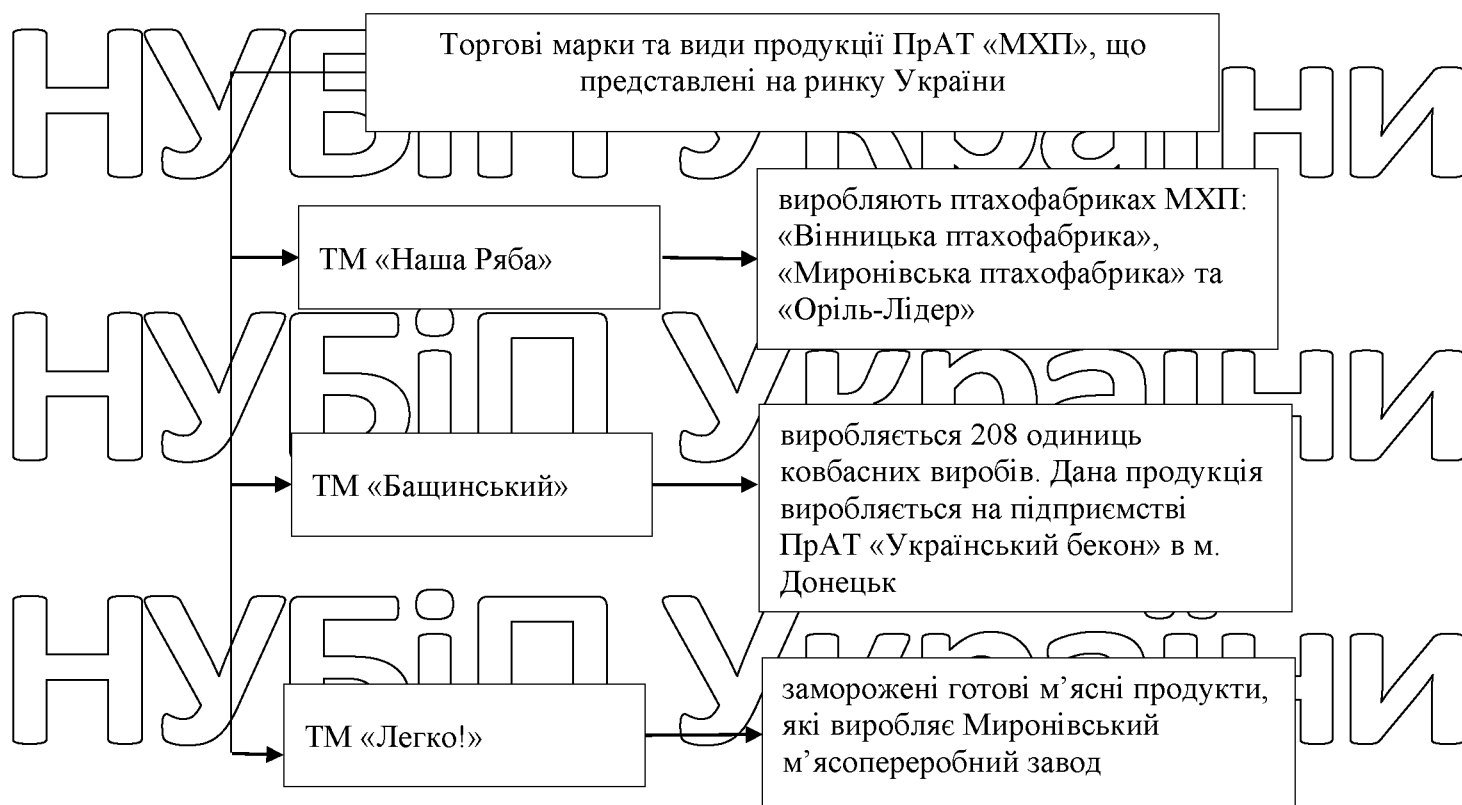 НУБіП України
Торгові марки та види продукції ПрАТ «МХП», що
представлені на ринку України
ТМ «Наша Ряба»
виробляють птахофабриках МХП:
«Вінницька птахофабрика»,
«Миронівська птахофабрика» та
«Оріль-Лідер»
НУБіП України
ТМ «Бащинський»
виробляється 208 одиниць
ковбасних виробів. Дана продукція
виробляється на підприємстві
ПрАТ «Український бекон» в м.
Донецьк
НУБіП України
ТМ «Легко!»
заморожені готові м’ясні продукти,
які виробляє Миронівський
м’ясопереробний завод